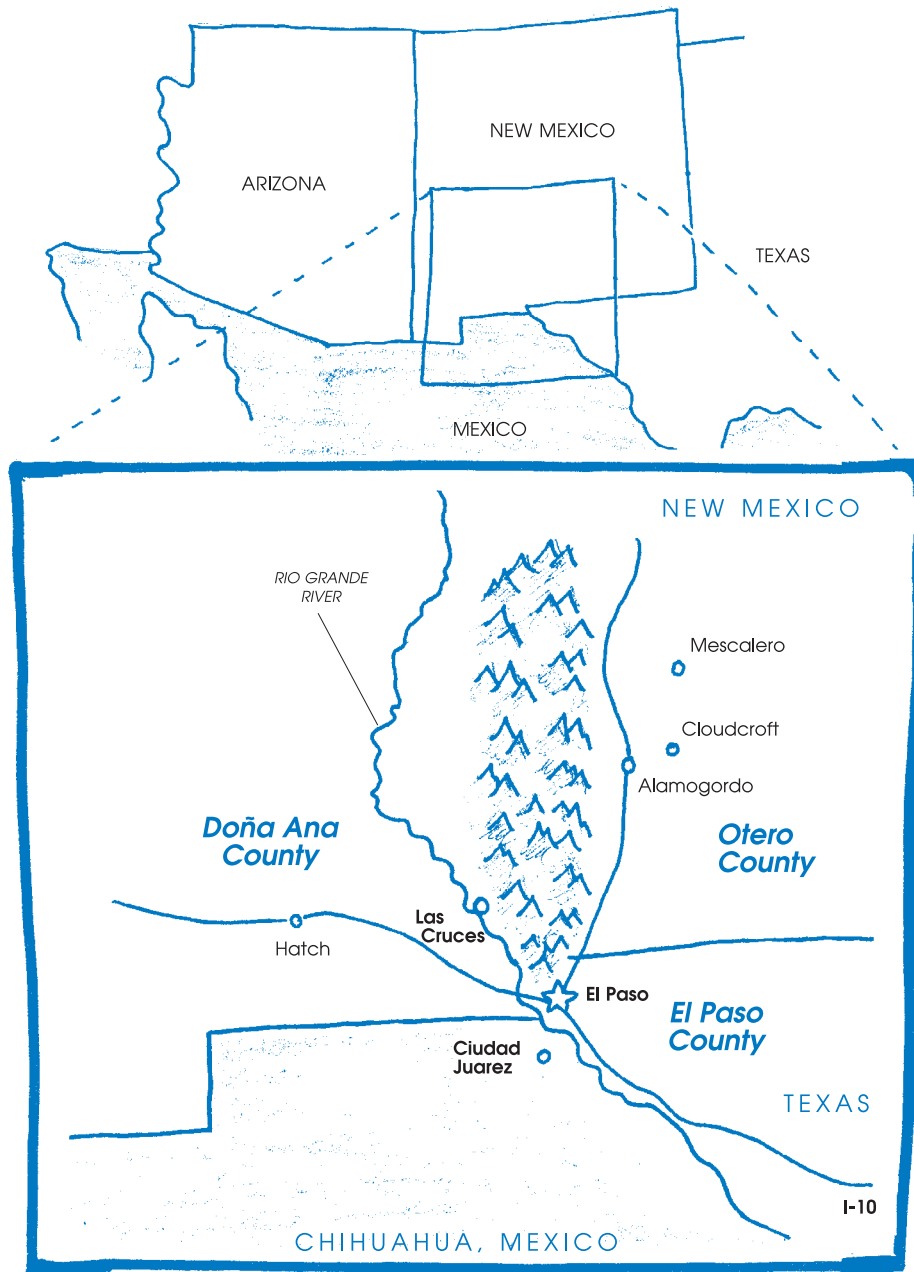 NEW MEXICO
ARIZONA
TEXAS
MEXICO
NEW MEXICO
RIO GRANDE
RIVER
Mescalero
Cloudcroft
Alamogordo
Doña Ana
County
Otero
County
Las
Cruces
Hatch
El Paso
El Paso
County
Ciudad
Juarez
TEXAS
I-10
CHIHUAHUA, MEXICO